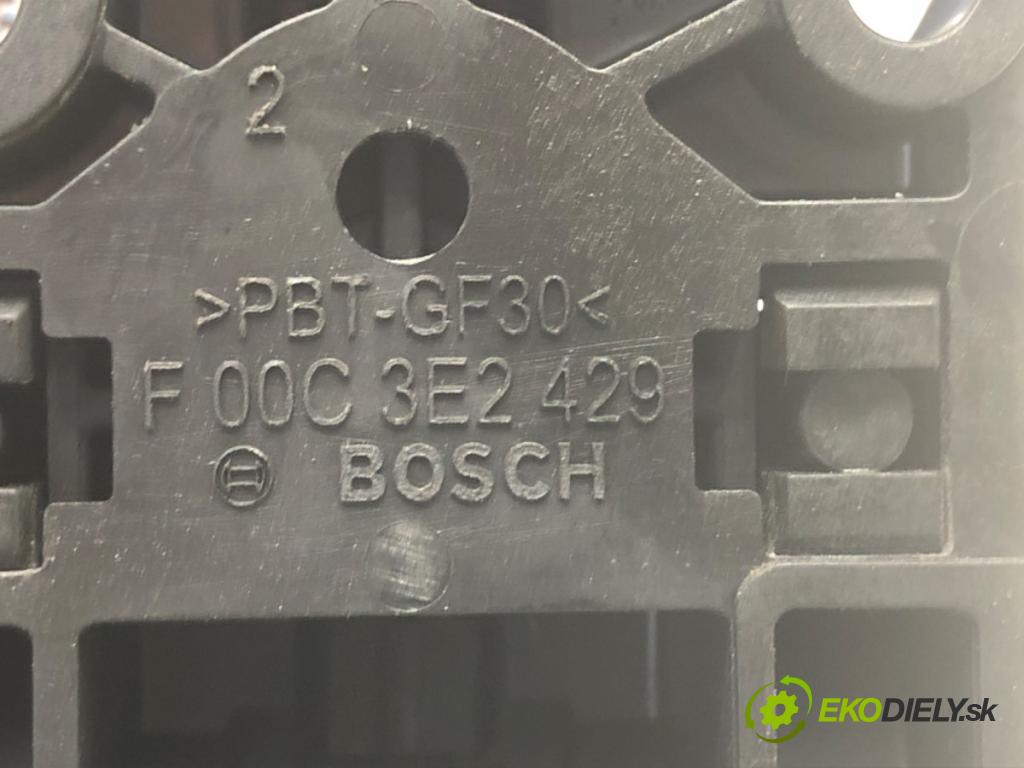 2
>PBT-GF30<
F 00C 3E2 429
BOSCH
EKODIELY.sk